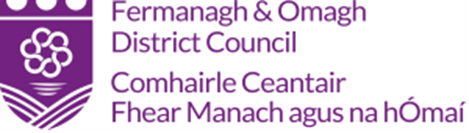 Fermanagh & Omagh
District Council
Comhairle Ceantair
Fhear Manach agus na hÓmaí